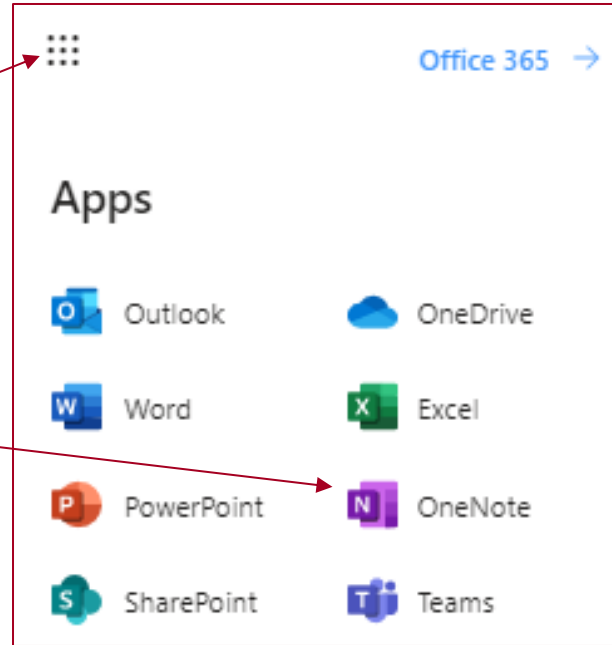 Office 365 →
Apps
Outlook OneDrive
Word Excel
PowerPoint OneNote
SharePoint Teams